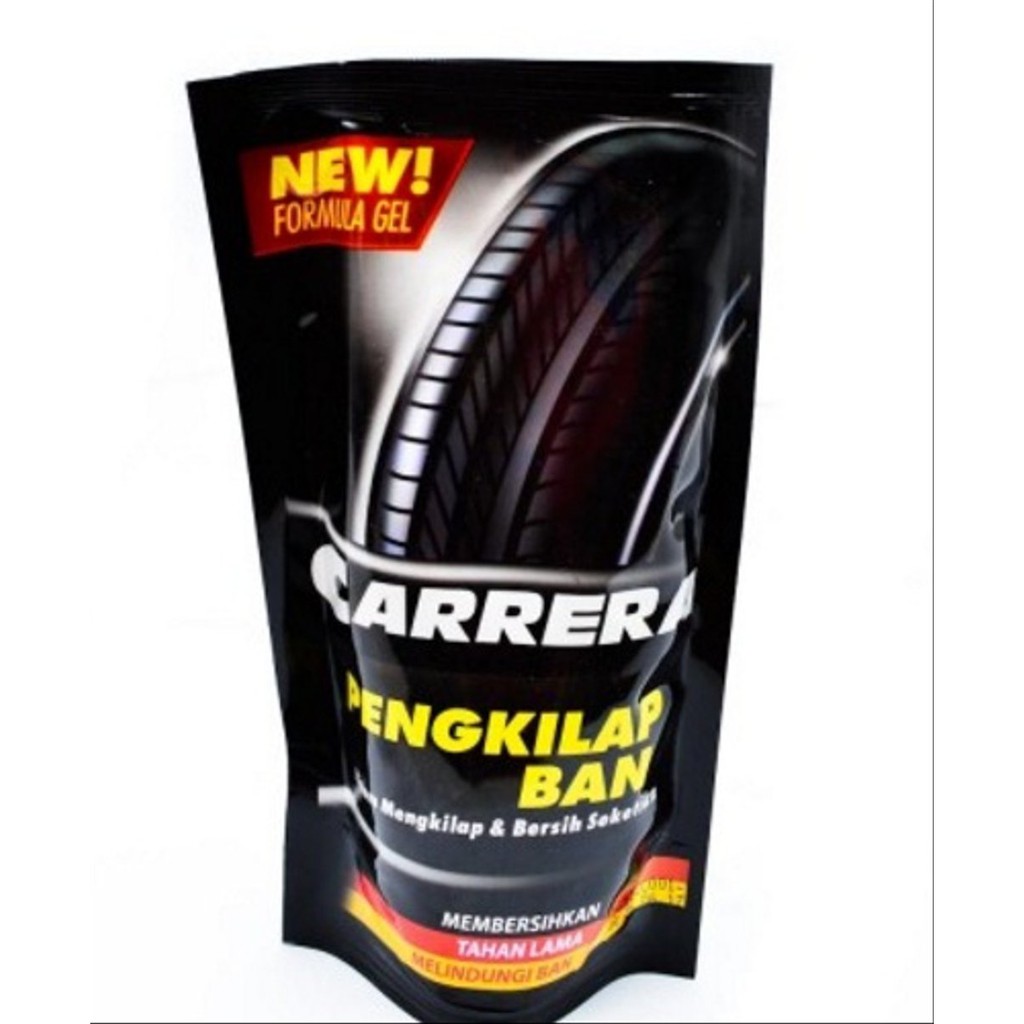 NEW!
FORMULA GEL
CARRERA
PENGKILAP
BAN
Mengkilap & Bersih
MEMBERSIHKAN
TAHAN LAMA
MELINDUNGI BAN